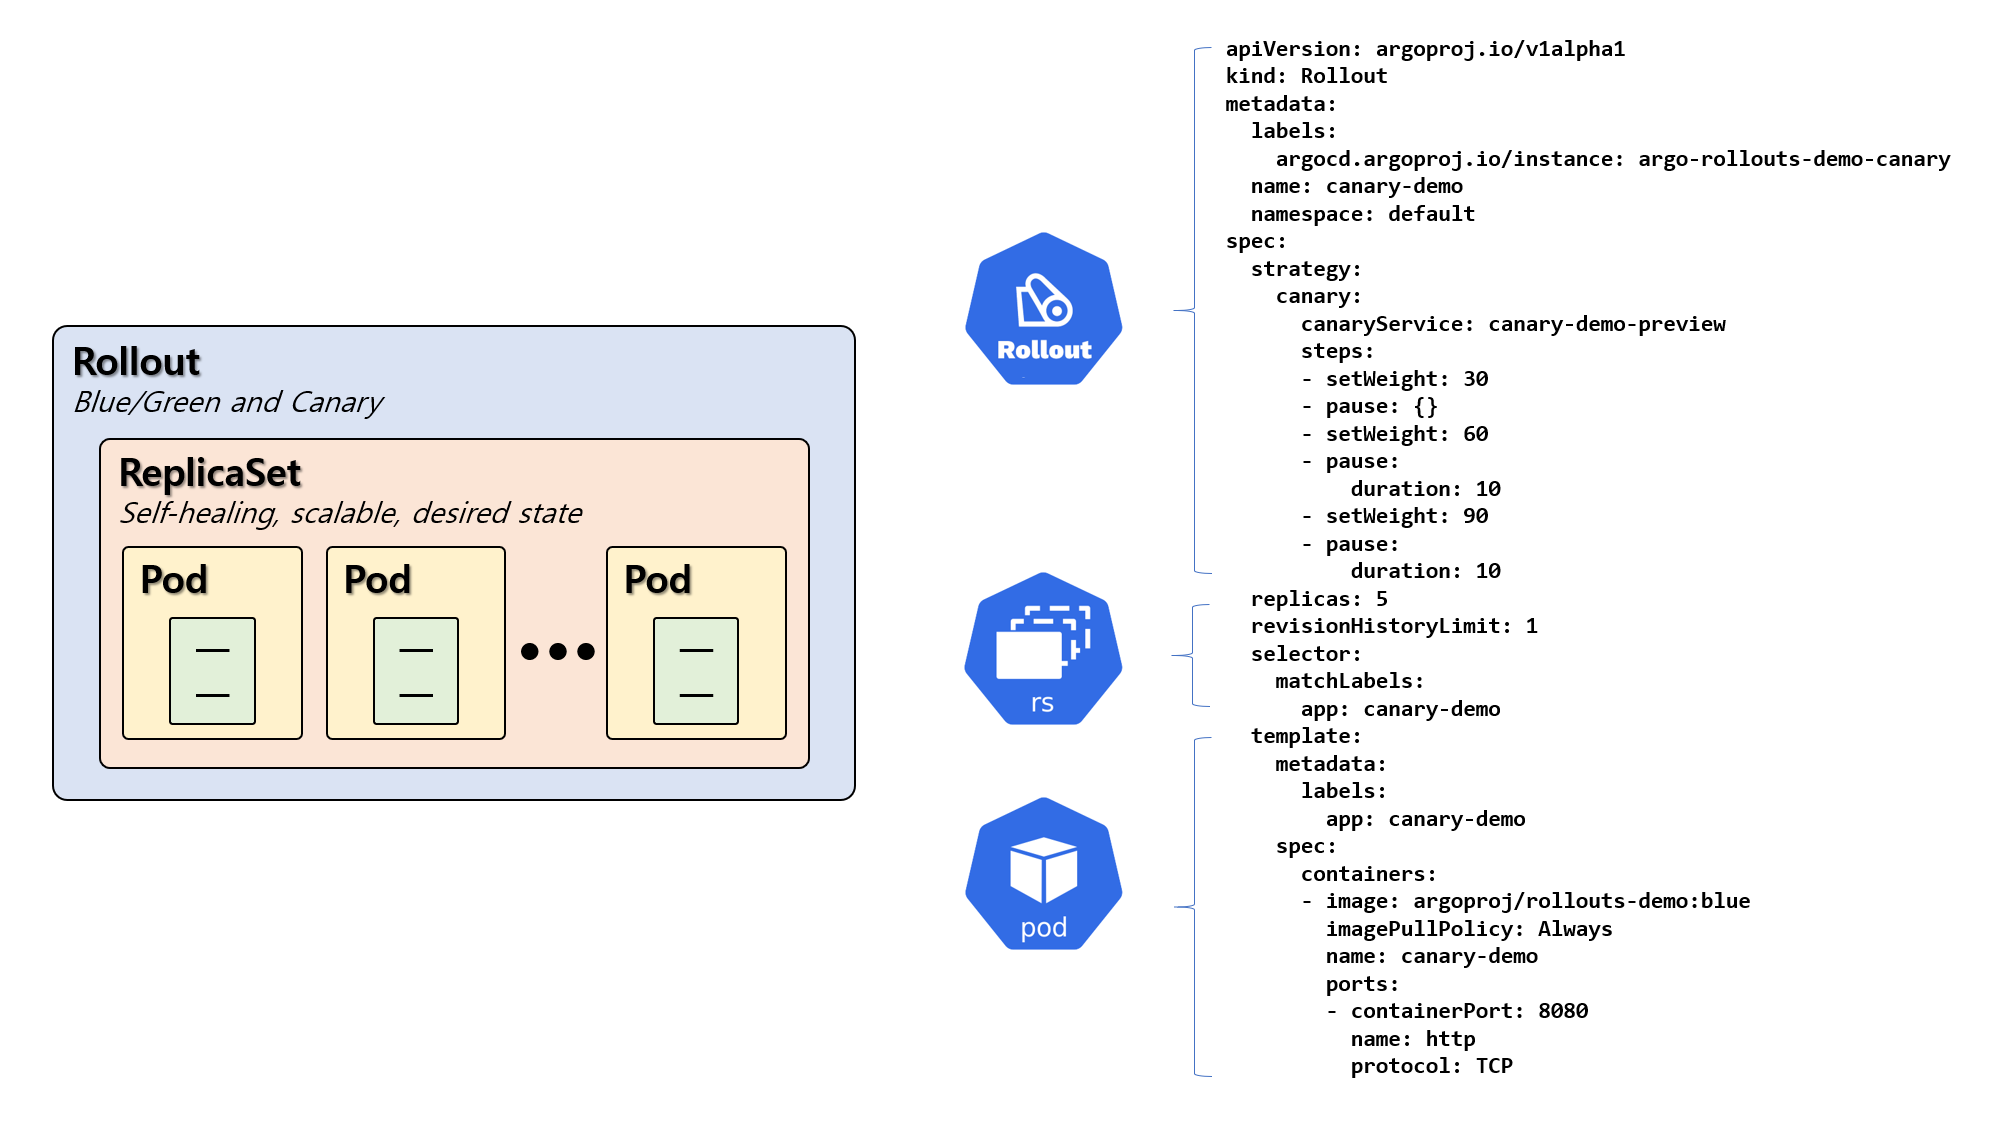 Rollout
Blue/Green and Canary
ReplicaSet
Self-healing, scalable, desired state
Pod
Pod
Pod
Rollout
rs
pod
apiVersion: argoproj.io/v1alpha1
kind: Rollout
metadata:
  labels:
    argocd.argoproj.io/instance: argo-rollouts-demo-canary
  name: canary-demo
  namespace: default
spec:
  strategy:
    canary:
      canaryService: canary-demo-preview
      steps:
      - setWeight: 30
      - pause: {}
      - setWeight: 60
      - pause:
          duration: 10
      - setWeight: 90
      - pause:
          duration: 10
  replicas: 5
  revisionHistoryLimit: 1
  selector:
    matchLabels:
      app: canary-demo
  template:
    metadata:
      labels:
        app: canary-demo
    spec:
      containers:
      - image: argoproj/rollouts-demo:blue
        imagePullPolicy: Always
        name: canary-demo
        ports:
        - containerPort: 8080
          name: http
          protocol: TCP